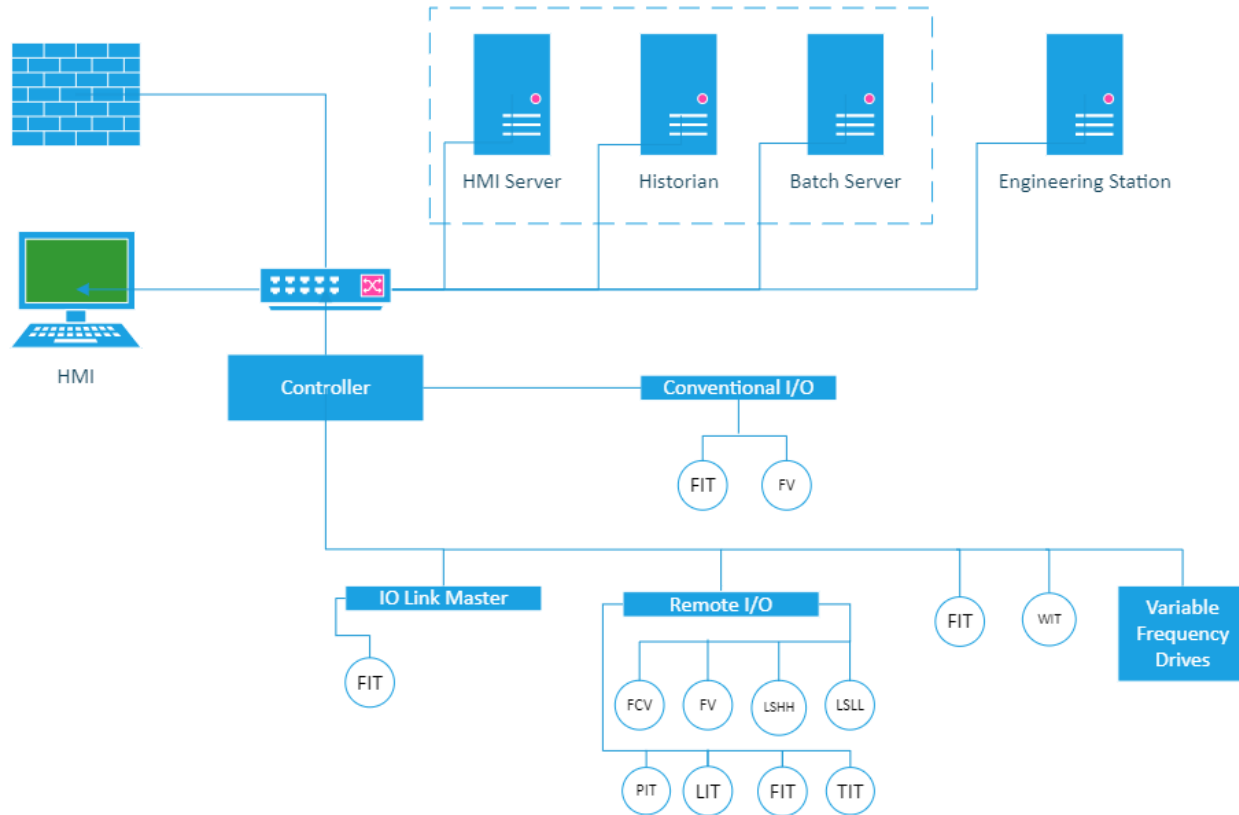 HMI Server
Historian
Batch Server
Engineering Station
HMI
Controller
Conventional I/O
FIT
FV
IO Link Master
Remote I/O
FIT
WIT
Variable
Frequency
Drives
FIT
FCV
FV
LSHH
LSLL
PIT
LIT
FIT
TIT